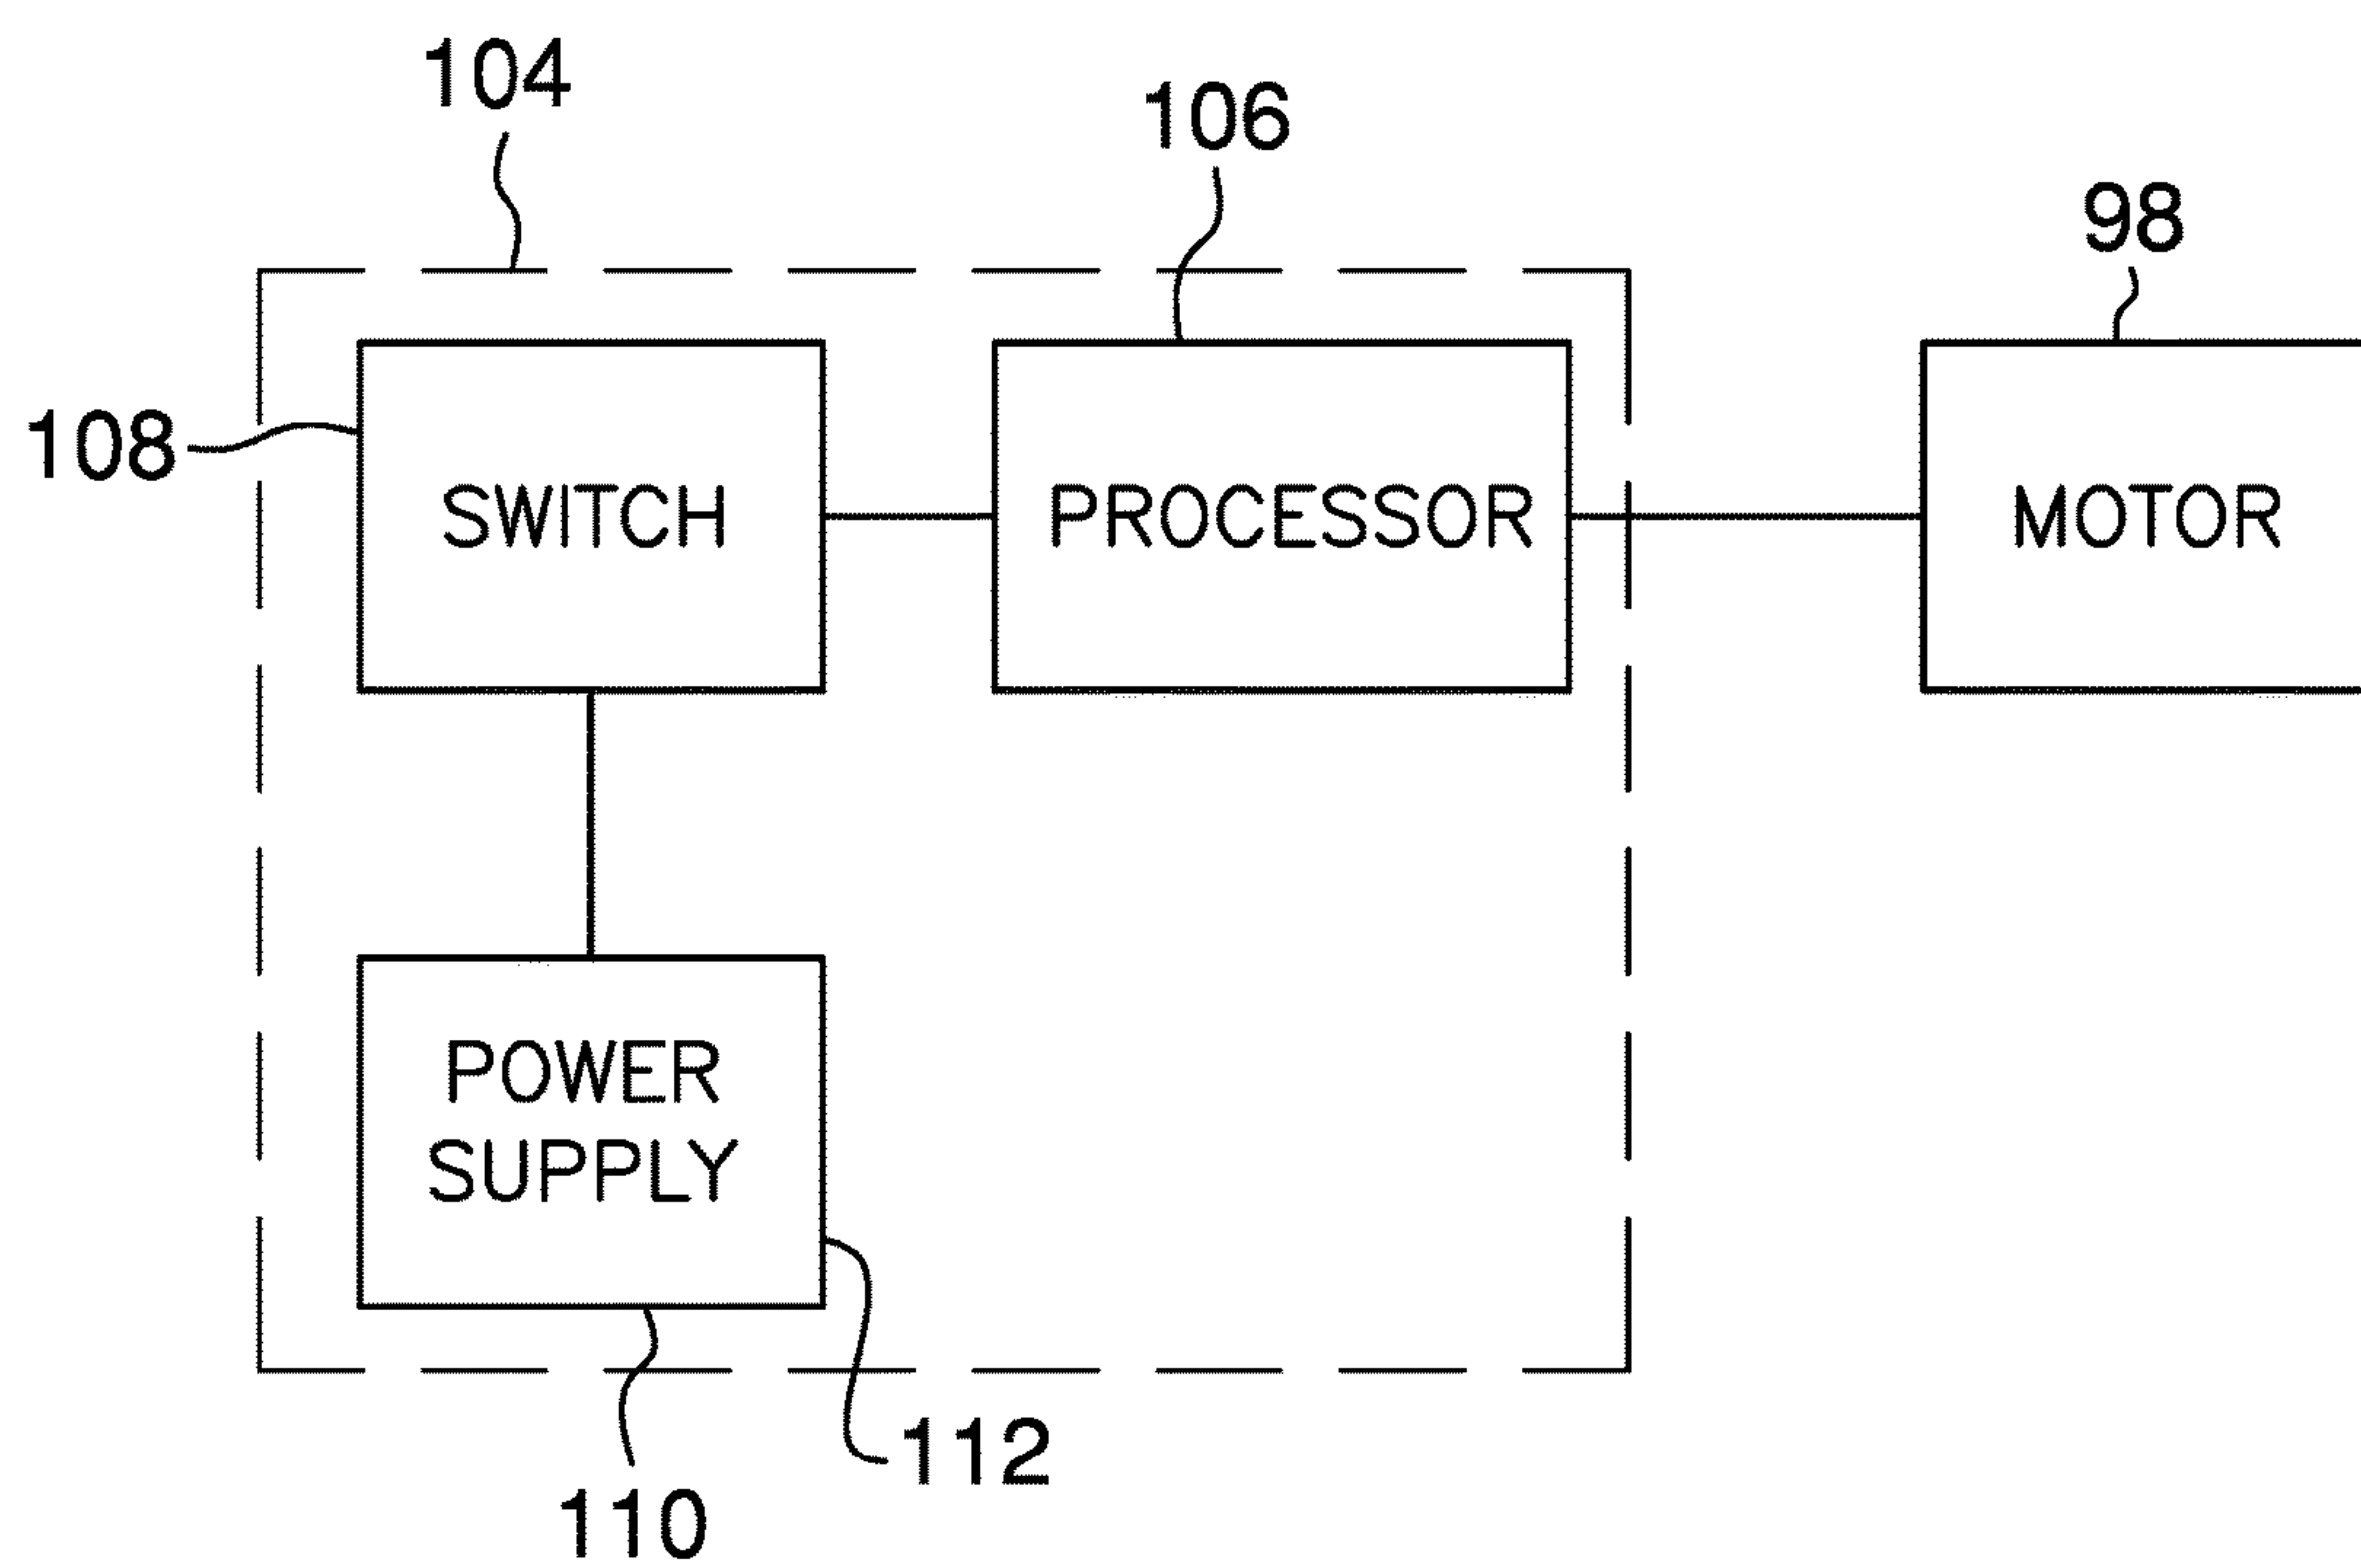 104
106
98
108
SWITCH
PROCESSOR
MOTOR
POWER
SUPPLY
112
110